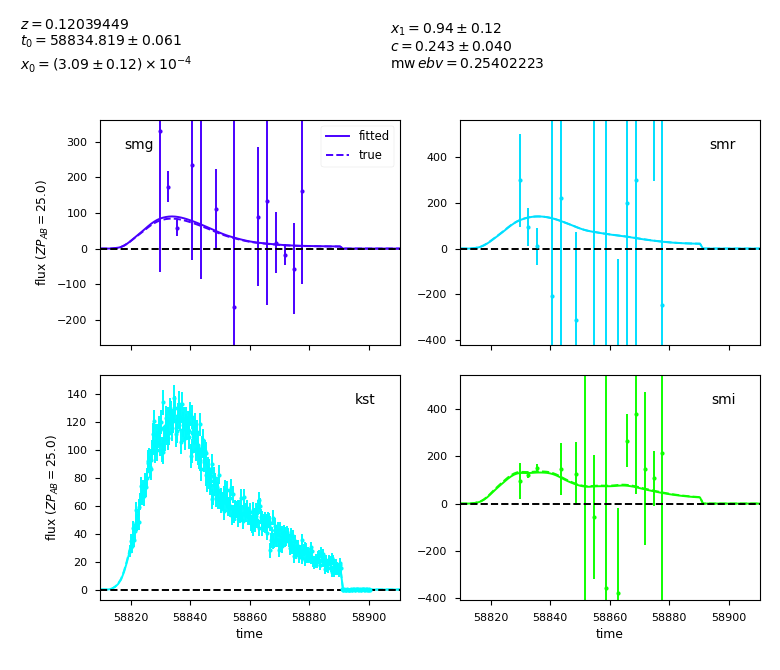 z = 0.12039449
t₀ = 58834.819 ± 0.061
x₀ = (3.09 ± 0.12) × 10⁻⁴
x₁ = 0.94 ± 0.12
c = 0.243 ± 0.040
mw ebv = 0.25402223
smg
fitted
true
300
200
100
0
−100
−200
flux (ZP_AB = 25.0)
smr
400
200
0
−200
−400
kst
140
120
100
80
60
40
20
0
flux (ZP_AB = 25.0)
58820 58840 58860 58880 58900
time
smi
400
200
0
−200
−400
58820 58840 58860 58880 58900
time